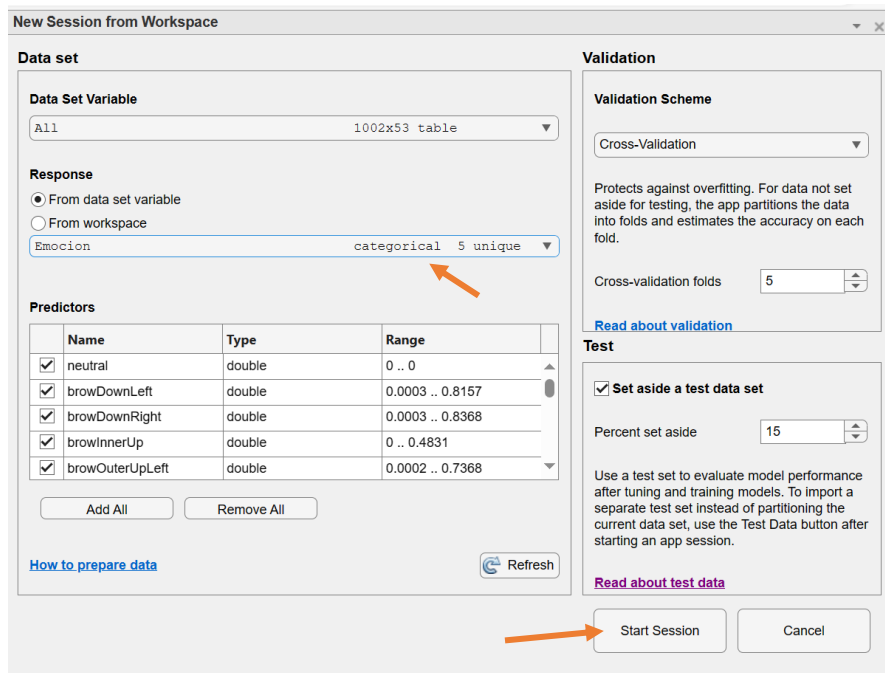 New Session from Workspace
Data set
Data Set Variable
All 1002x53 table
Response
From data set variable
From workspace
Emocion categorical 5 unique
Predictors
Name Type Range
neutral double 0 .. 0
browDownLeft double 0.0003 .. 0.8157
browDownRight double 0.0003 .. 0.8368
browInnerUp double 0 .. 0.4831
browOuterUpLeft double 0.0002 .. 0.7368
Add All Remove All
How to prepare data Refresh
Validation
Validation Scheme
Cross-Validation
Protects against overfitting. For data not set
aside for testing, the app partitions the data
into folds and estimates the accuracy on each
fold.
Cross-validation folds 5
Read about validation
Test
Set aside a test data set
Percent set aside 15
Use a test set to evaluate model performance
after tuning and training models. To import a
separate test set instead of partitioning the
current data set, use the Test Data button after
starting an app session.
Read about test data
Start Session Cancel